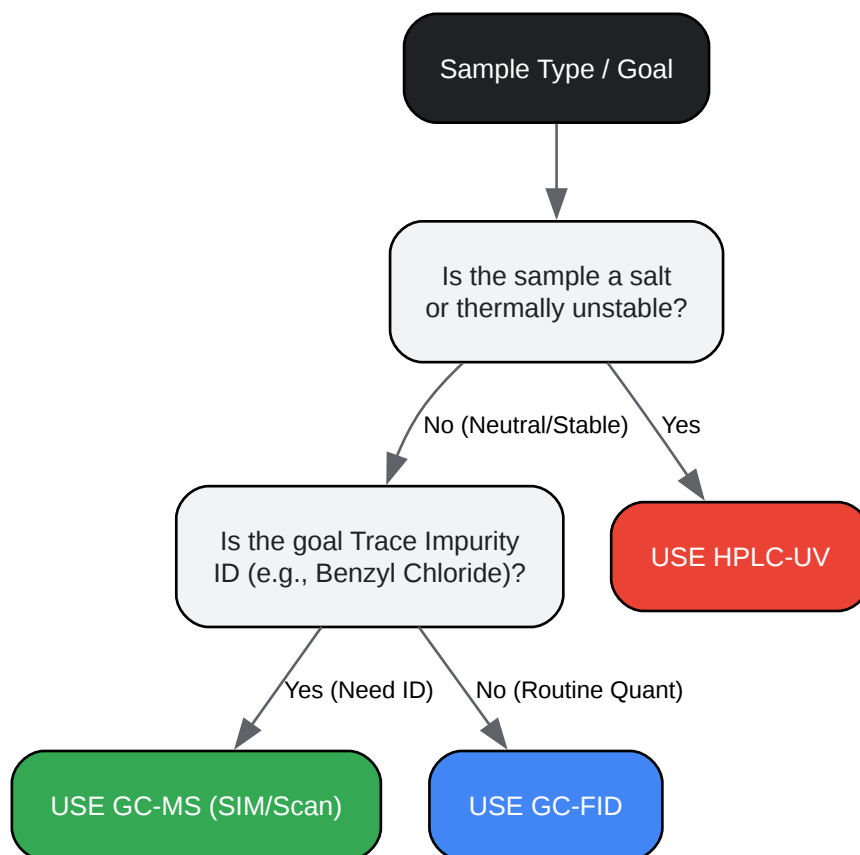 Sample Type / Goal
Is the sample a salt
or thermally unstable?
No (Neutral/Stable)
Yes
Is the goal Trace Impurity
ID (e.g., Benzyl Chloride)?
USE HPLC-UV
Yes (Need ID)
No (Routine Quant)
USE GC-MS (SIM/Scan)
USE GC-FID